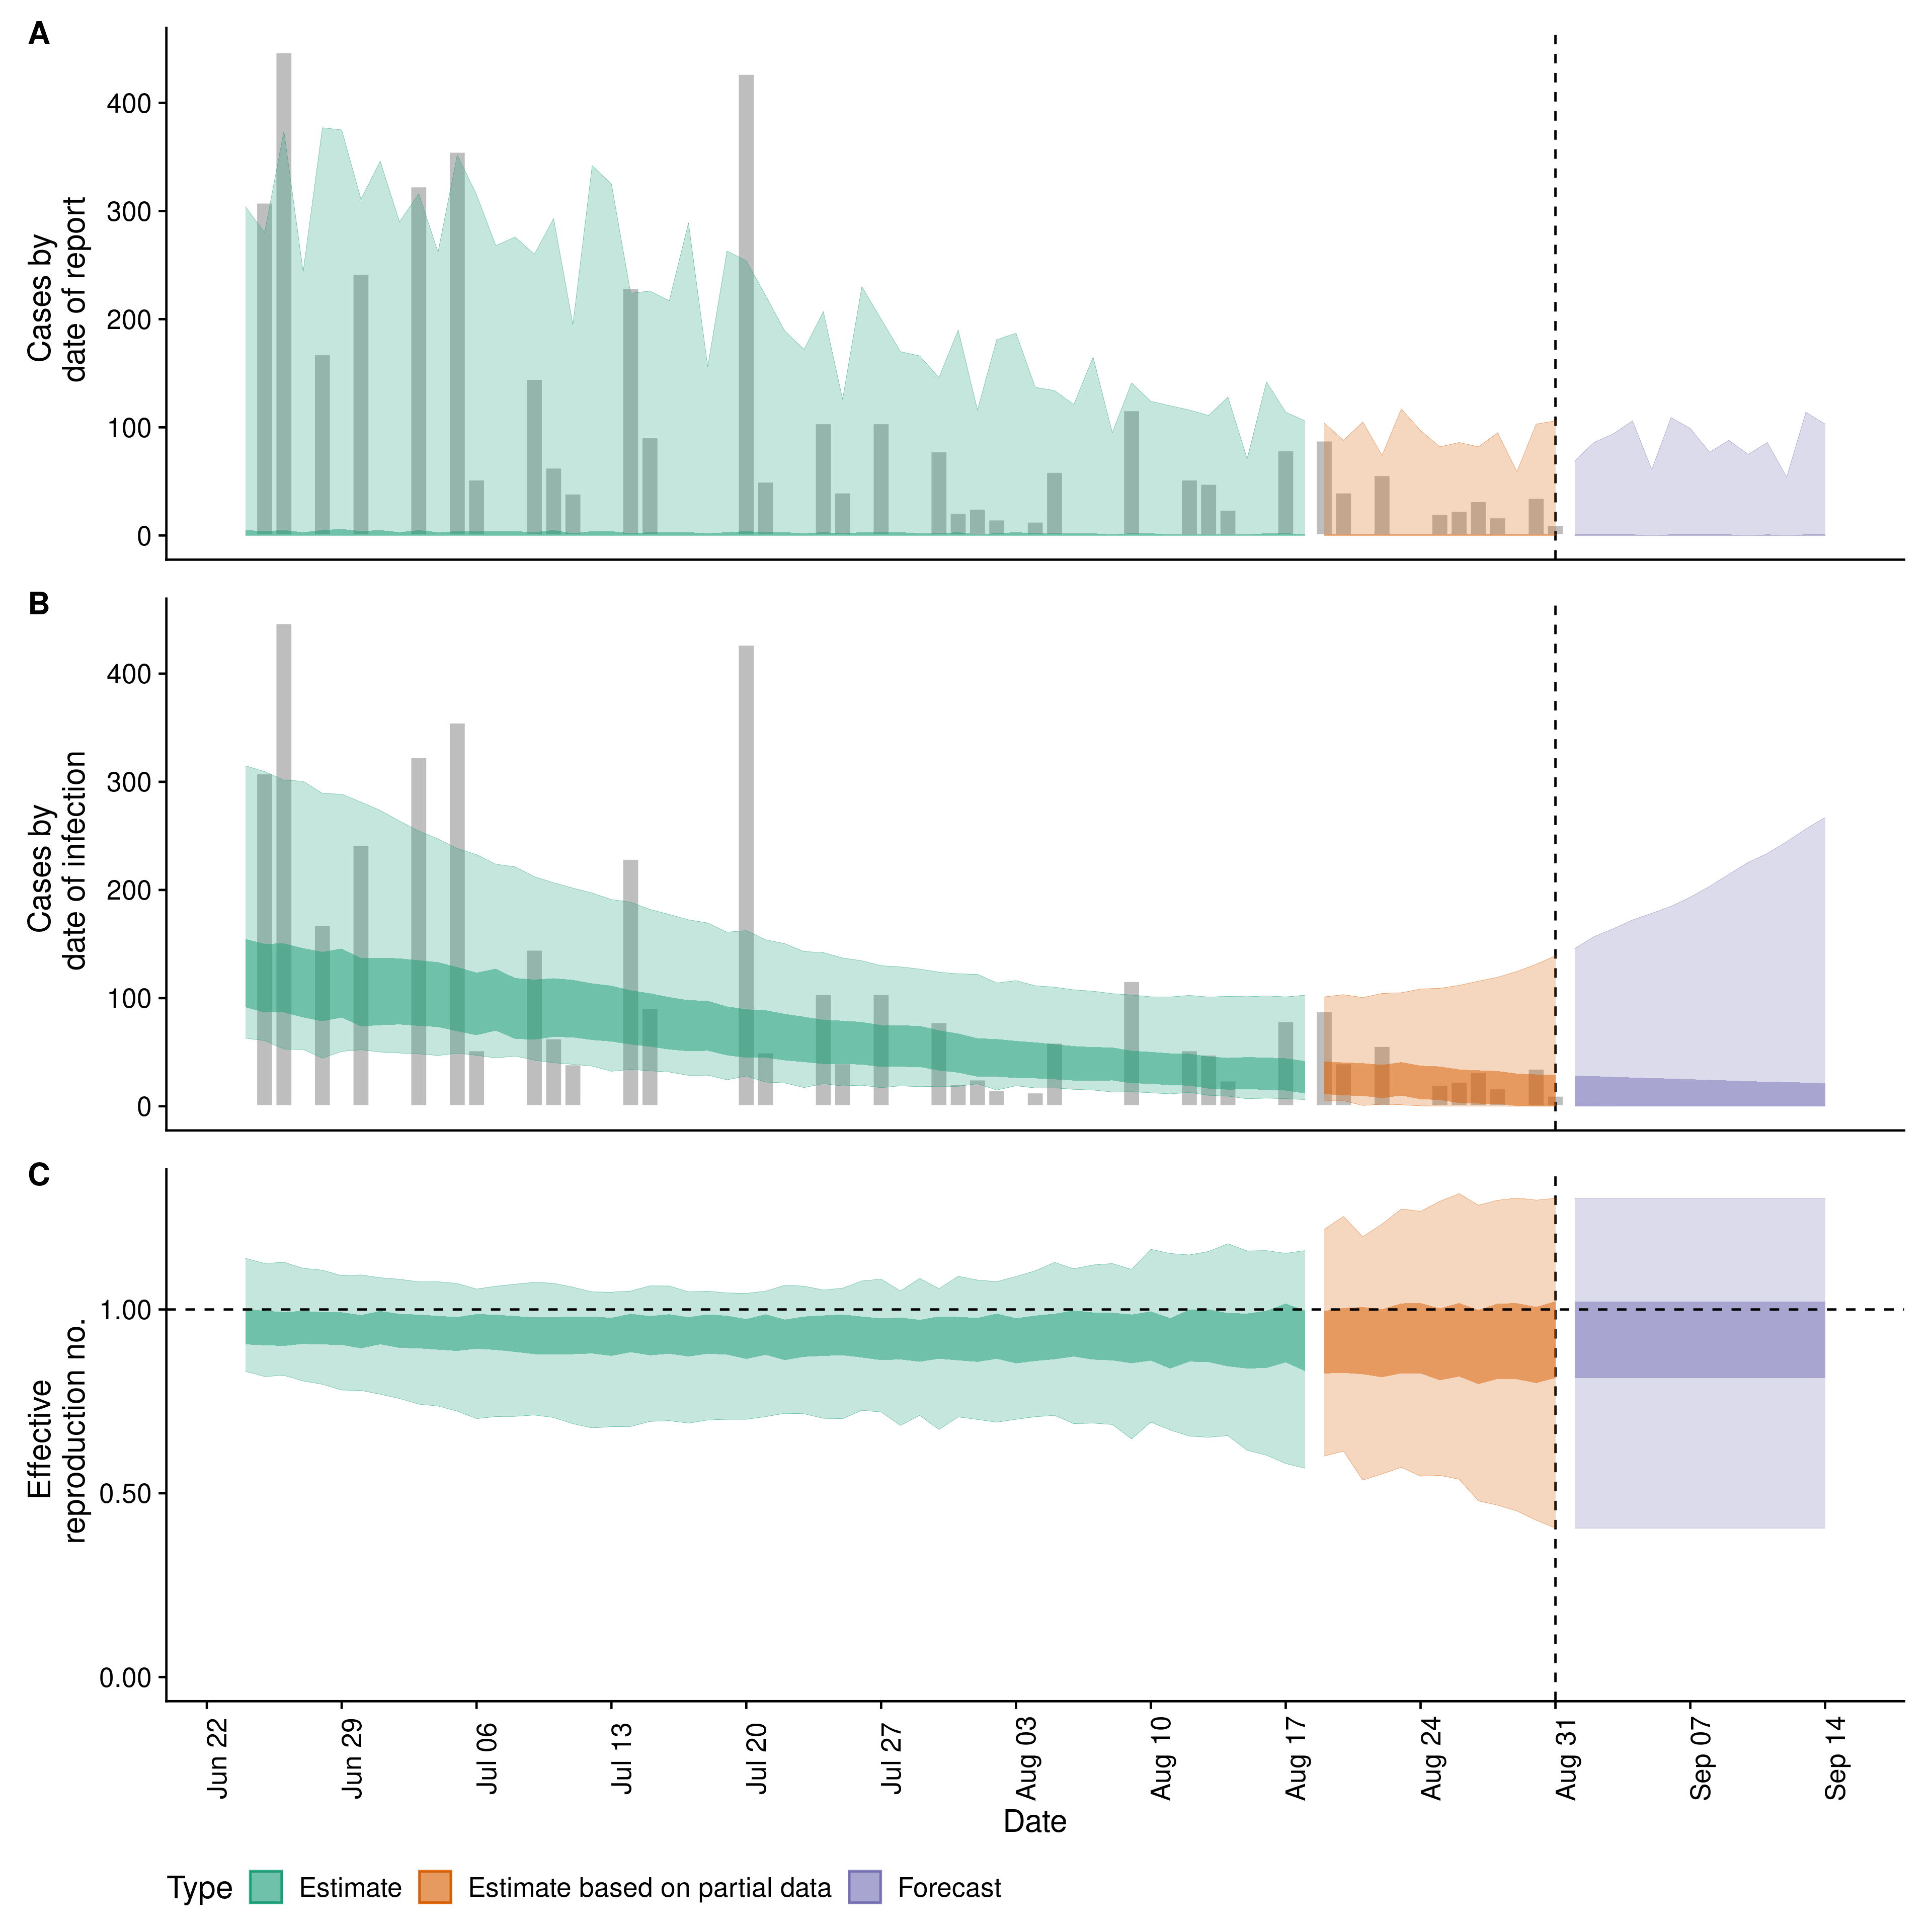 A
Cases by
date of report
400
300
200
100
0
B
Cases by
date of infection
400
300
200
100
0
C
Effective
reproduction no.
1.00
0.50
0.00
Jun 22
Jun 29
Jul 06
Jul 13
Jul 20
Jul 27
Aug 03
Aug 10
Aug 17
Aug 24
Aug 31
Sep 07
Sep 14
Date
Type Estimate Estimate based on partial data Forecast